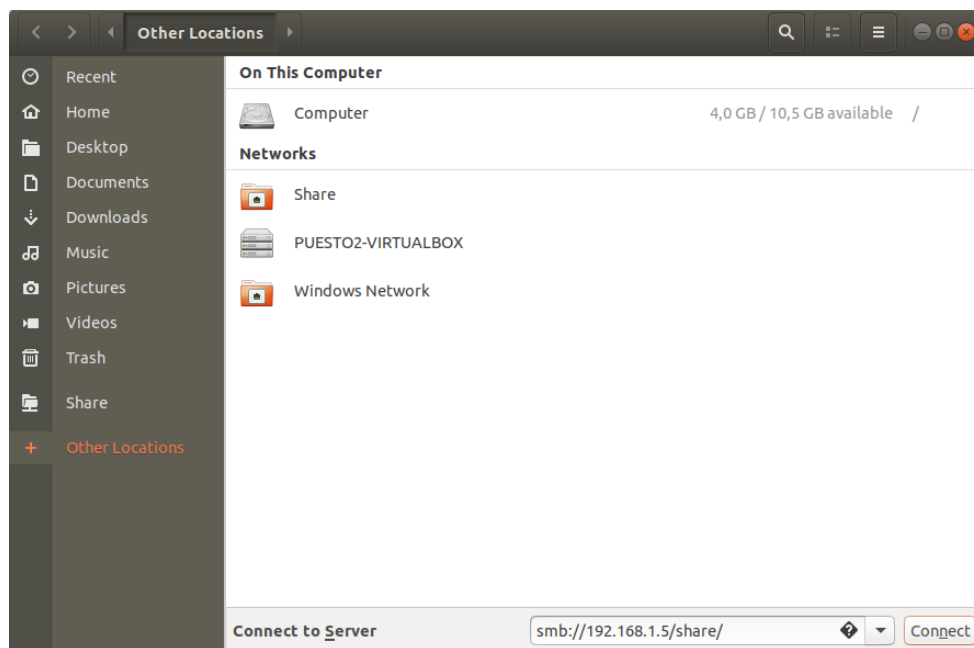 Other Locations
Recent
Home
Desktop
Documents
Downloads
Music
Pictures
Videos
Trash
Share
+ Other Locations
On This Computer
Computer 4,0 GB / 10,5 GB available /
Networks
Share
PUESTO2-VIRTUALBOX
Windows Network
Connect to Server smb://192.168.1.5/share/ Connect